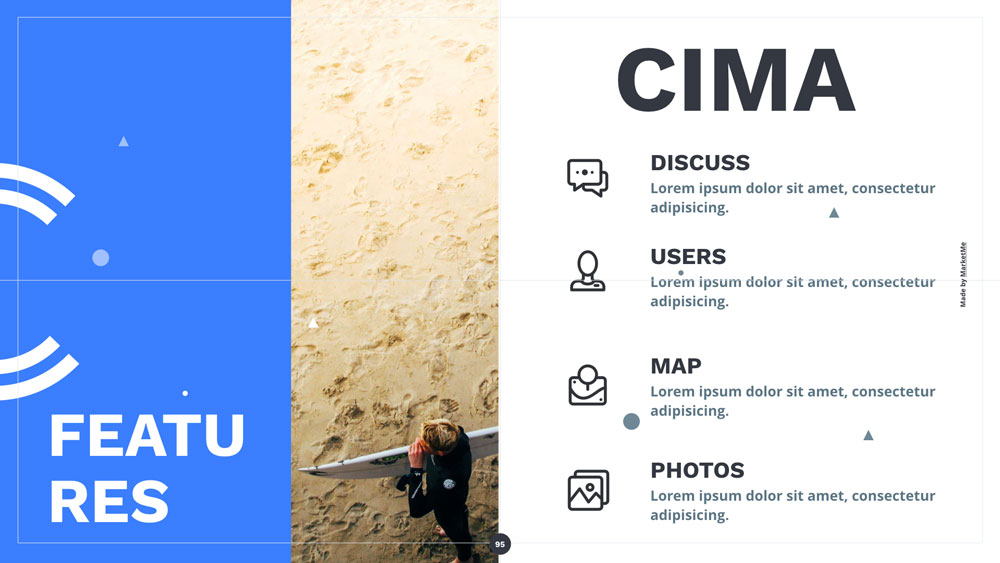 FEATU
RES
CIMA
DISCUSS
Lorem ipsum dolor sit amet, consectetur
adipisicing.
USERS
Lorem ipsum dolor sit amet, consectetur
adipisicing.
MAP
Lorem ipsum dolor sit amet, consectetur
adipisicing.
PHOTOS
Lorem ipsum dolor sit amet, consectetur
adipisicing.
Made by MarketMe
95